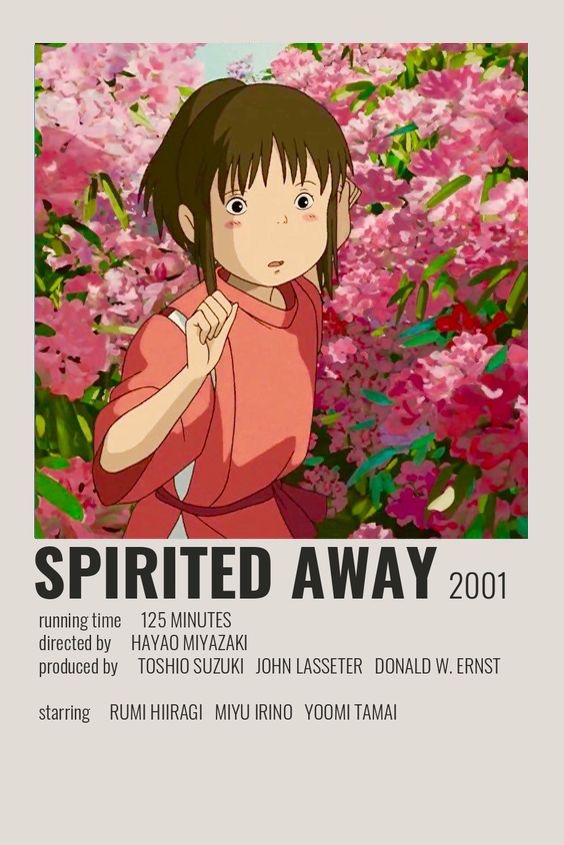 SPIRITED AWAY 2001
running time 125 MINUTES
directed by HAYAO MIYAZAKI
produced by TOSHIO SUZUKI JOHN LASSETER DONALD W. ERNST
starring RUMI HIIRAGI MIYU IRINO YOOMI TAMAI